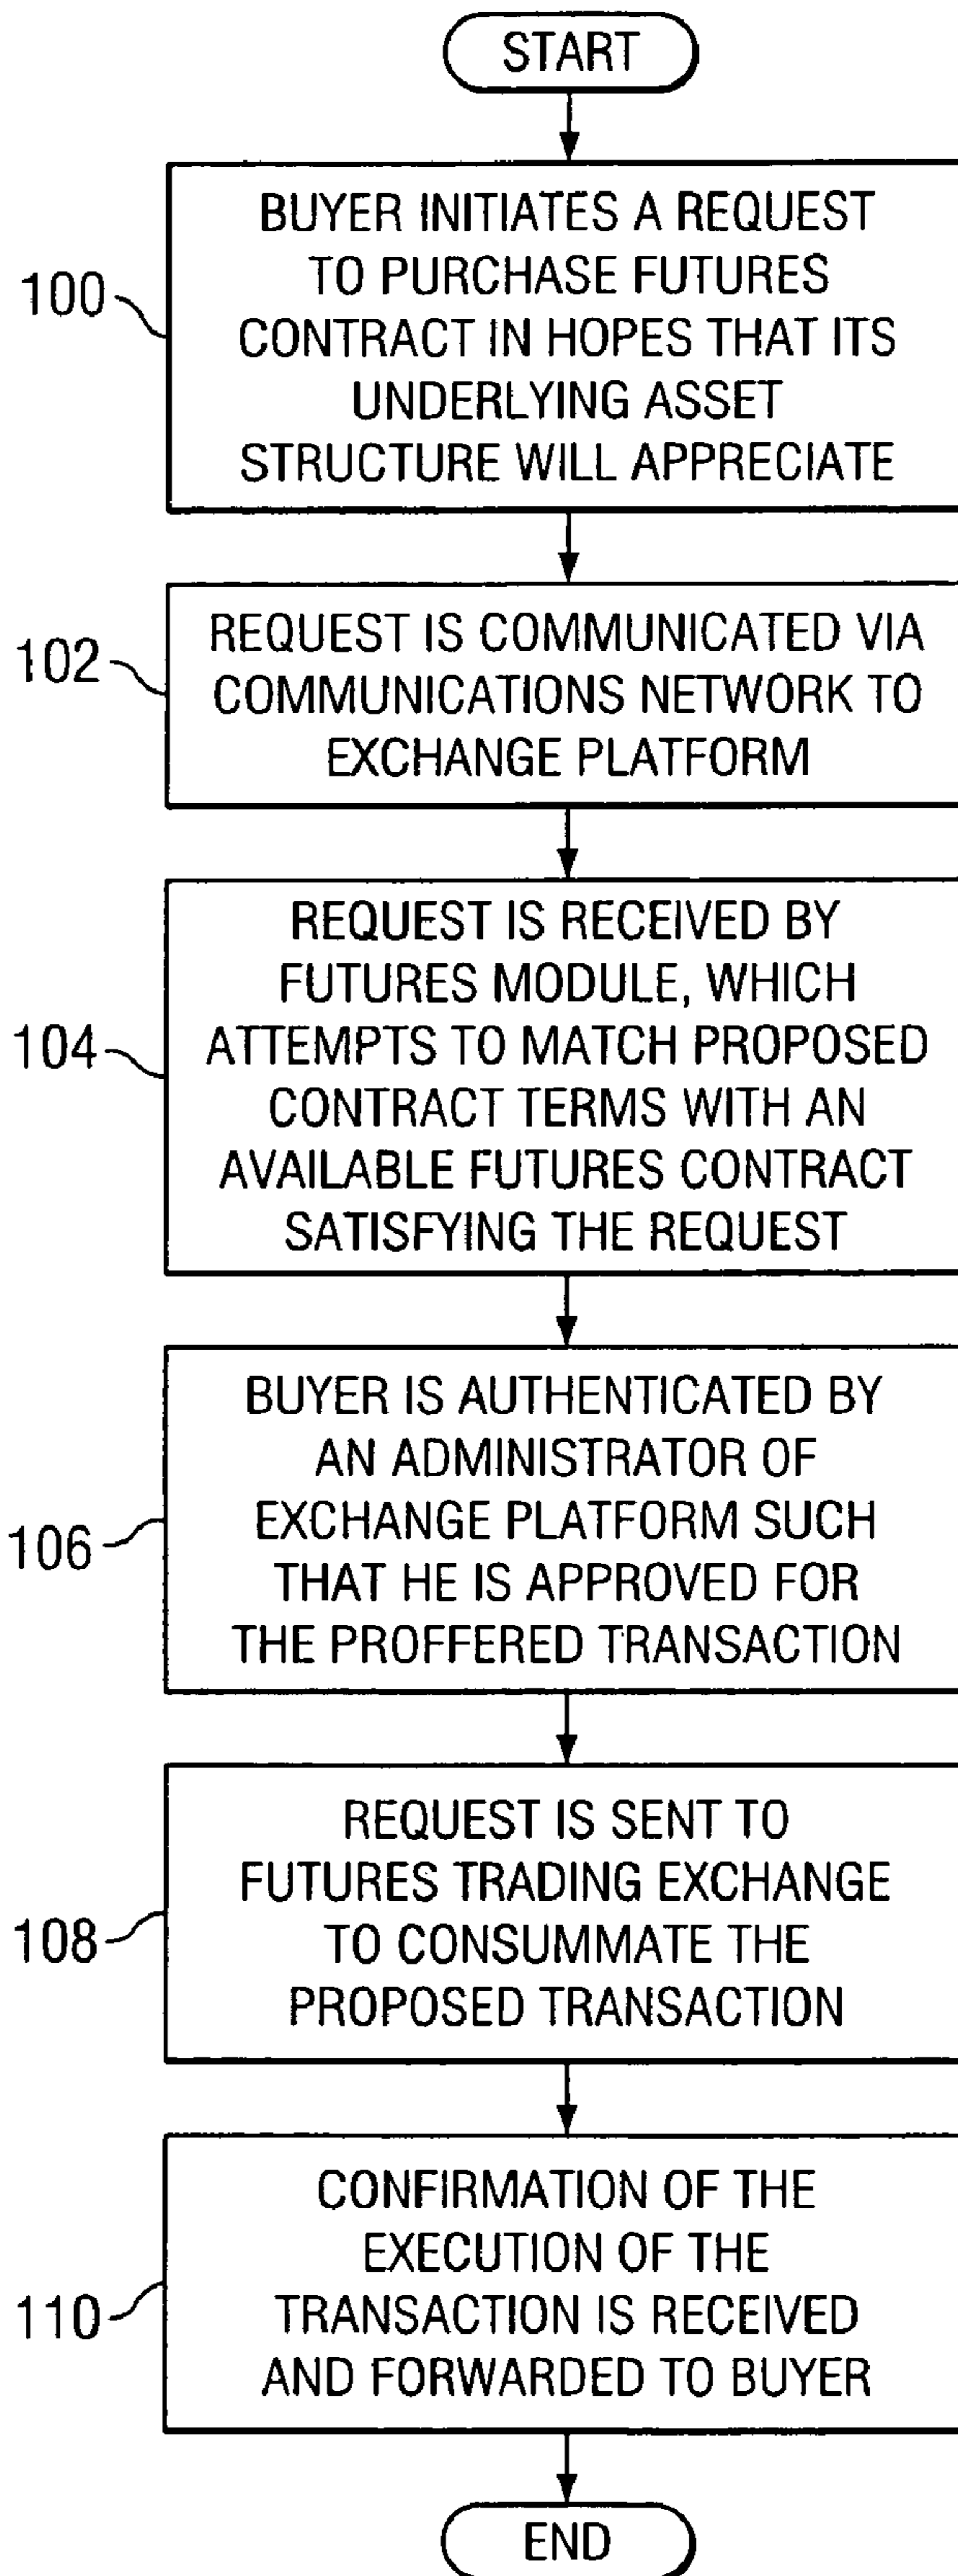 START
100
BUYER INITIATES A REQUEST
TO PURCHASE FUTURES
CONTRACT IN HOPES THAT ITS
UNDERLYING ASSET
STRUCTURE WILL APPRECIATE
102
REQUEST IS COMMUNICATED VIA
COMMUNICATIONS NETWORK TO
EXCHANGE PLATFORM
104
REQUEST IS RECEIVED BY
FUTURES MODULE, WHICH
ATTEMPTS TO MATCH PROPOSED
CONTRACT TERMS WITH AN
AVAILABLE FUTURES CONTRACT
SATISFYING THE REQUEST
106
BUYER IS AUTHENTICATED BY
AN ADMINISTRATOR OF
EXCHANGE PLATFORM SUCH
THAT HE IS APPROVED FOR
THE PROFFERED TRANSACTION
108
REQUEST IS SENT TO
FUTURES TRADING EXCHANGE
TO CONSUMMATE THE
PROPOSED TRANSACTION
110
CONFIRMATION OF THE
EXECUTION OF THE
TRANSACTION IS RECEIVED
AND FORWARDED TO BUYER
END